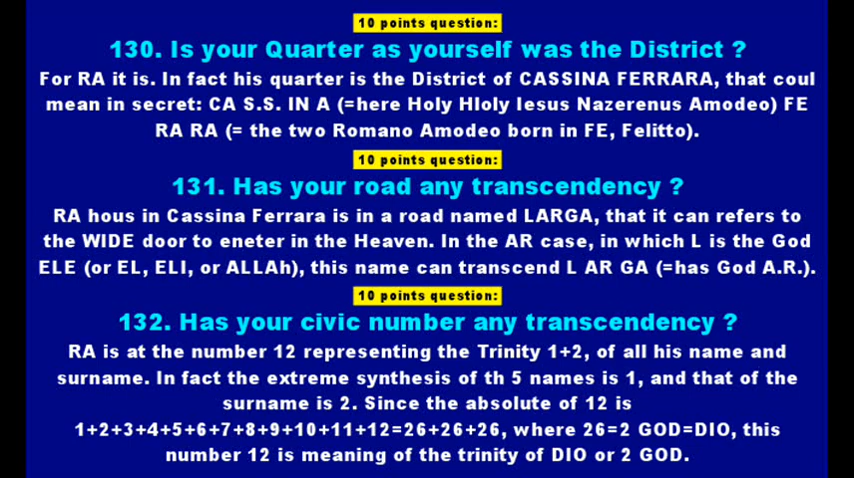 10 points question:
130. Is your Quarter as yourself was the District ?
For RA it is. In fact his quarter is the District of CASSINA FERRARA, that coul
mean in secret: CA S.S. IN A (=here Holy Hloly Iesus Nazerenus Amodeo) FE
RA RA (= the two Romano Amodeo born in FE, Felitto).
10 points question:
131. Has your road any transcendency ?
RA hous in Cassina Ferrara is in a road named LARGA, that it can refers to
the WIDE door to eneter in the Heaven. In the AR case, in which L is the God
ELE (or EL, ELI, or ALLAh), this name can transcend L AR GA (=has God A.R.).
10 points question:
132. Has your civic number any transcendency ?
RA is at the number 12 representing the Trinity 1+2, of all his name and
surname. In fact the extreme synthesis of th 5 names is 1, and that of the
surname is 2. Since the absolute of 12 is
1+2+3+4+5+6+7+8+9+10+11+12=26+26+26, where 26=2 GOD=DIO, this
number 12 is meaning of the trinity of DIO or 2 GOD.